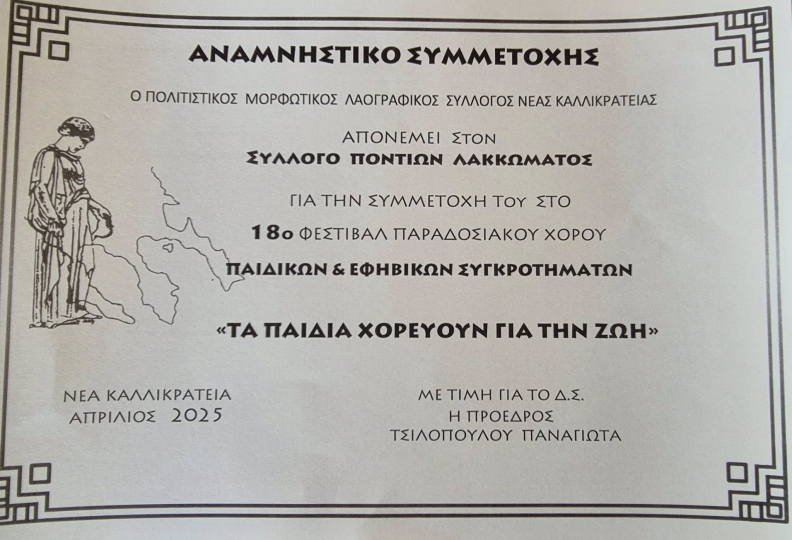 ΑΝΑΜΝΗΣΤΙΚΟ ΣΥΜΜΕΤΟΧΗΣ
Ο ΠΟΛΙΤΙΣΤΙΚΟΣ ΜΟΡΦΩΤΙΚΟΣ ΛΑΟΓΡΑΦΙΚΟΣ ΣΥΛΛΟΓΟΣ ΝΕΑΣ ΚΑΛΛΙΚΡΑΤΕΙΑΣ
ΑΠΟΝΕΜΕΙ ΣΤΟΝ
ΣΥΛΛΟΓΟ ΠΟΝΤΙΩΝ ΛΑΚΚΩΜΑΤΟΣ
ΓΙΑ ΤΗΝ ΣΥΜΜΕΤΟΧΗ ΤΟΥ ΣΤΟ
18ο ΦΕΣΤΙΒΑΛ ΠΑΡΑΔΟΣΙΑΚΟΥ ΧΟΡΟΥ
ΠΑΙΔΙΚΩΝ & ΕΦΗΒΙΚΩΝ ΣΥΓΚΡΟΤΗΜΑΤΩΝ
«ΤΑ ΠΑΙΔΙΑ ΧΟΡΕΥΟΥΝ ΓΙΑ ΤΗΝ ΖΩΗ»
ΝΕΑ ΚΑΛΛΙΚΡΑΤΕΙΑ
ΑΠΡΙΛΙΟΣ 2025
ΜΕ ΤΙΜΗ ΓΙΑ ΤΟ Δ.Σ.
Η ΠΡΟΕΔΡΟΣ
ΤΣΙΛΟΠΟΥΛΟΥ ΠΑΝΑΓΙΩΤΑ